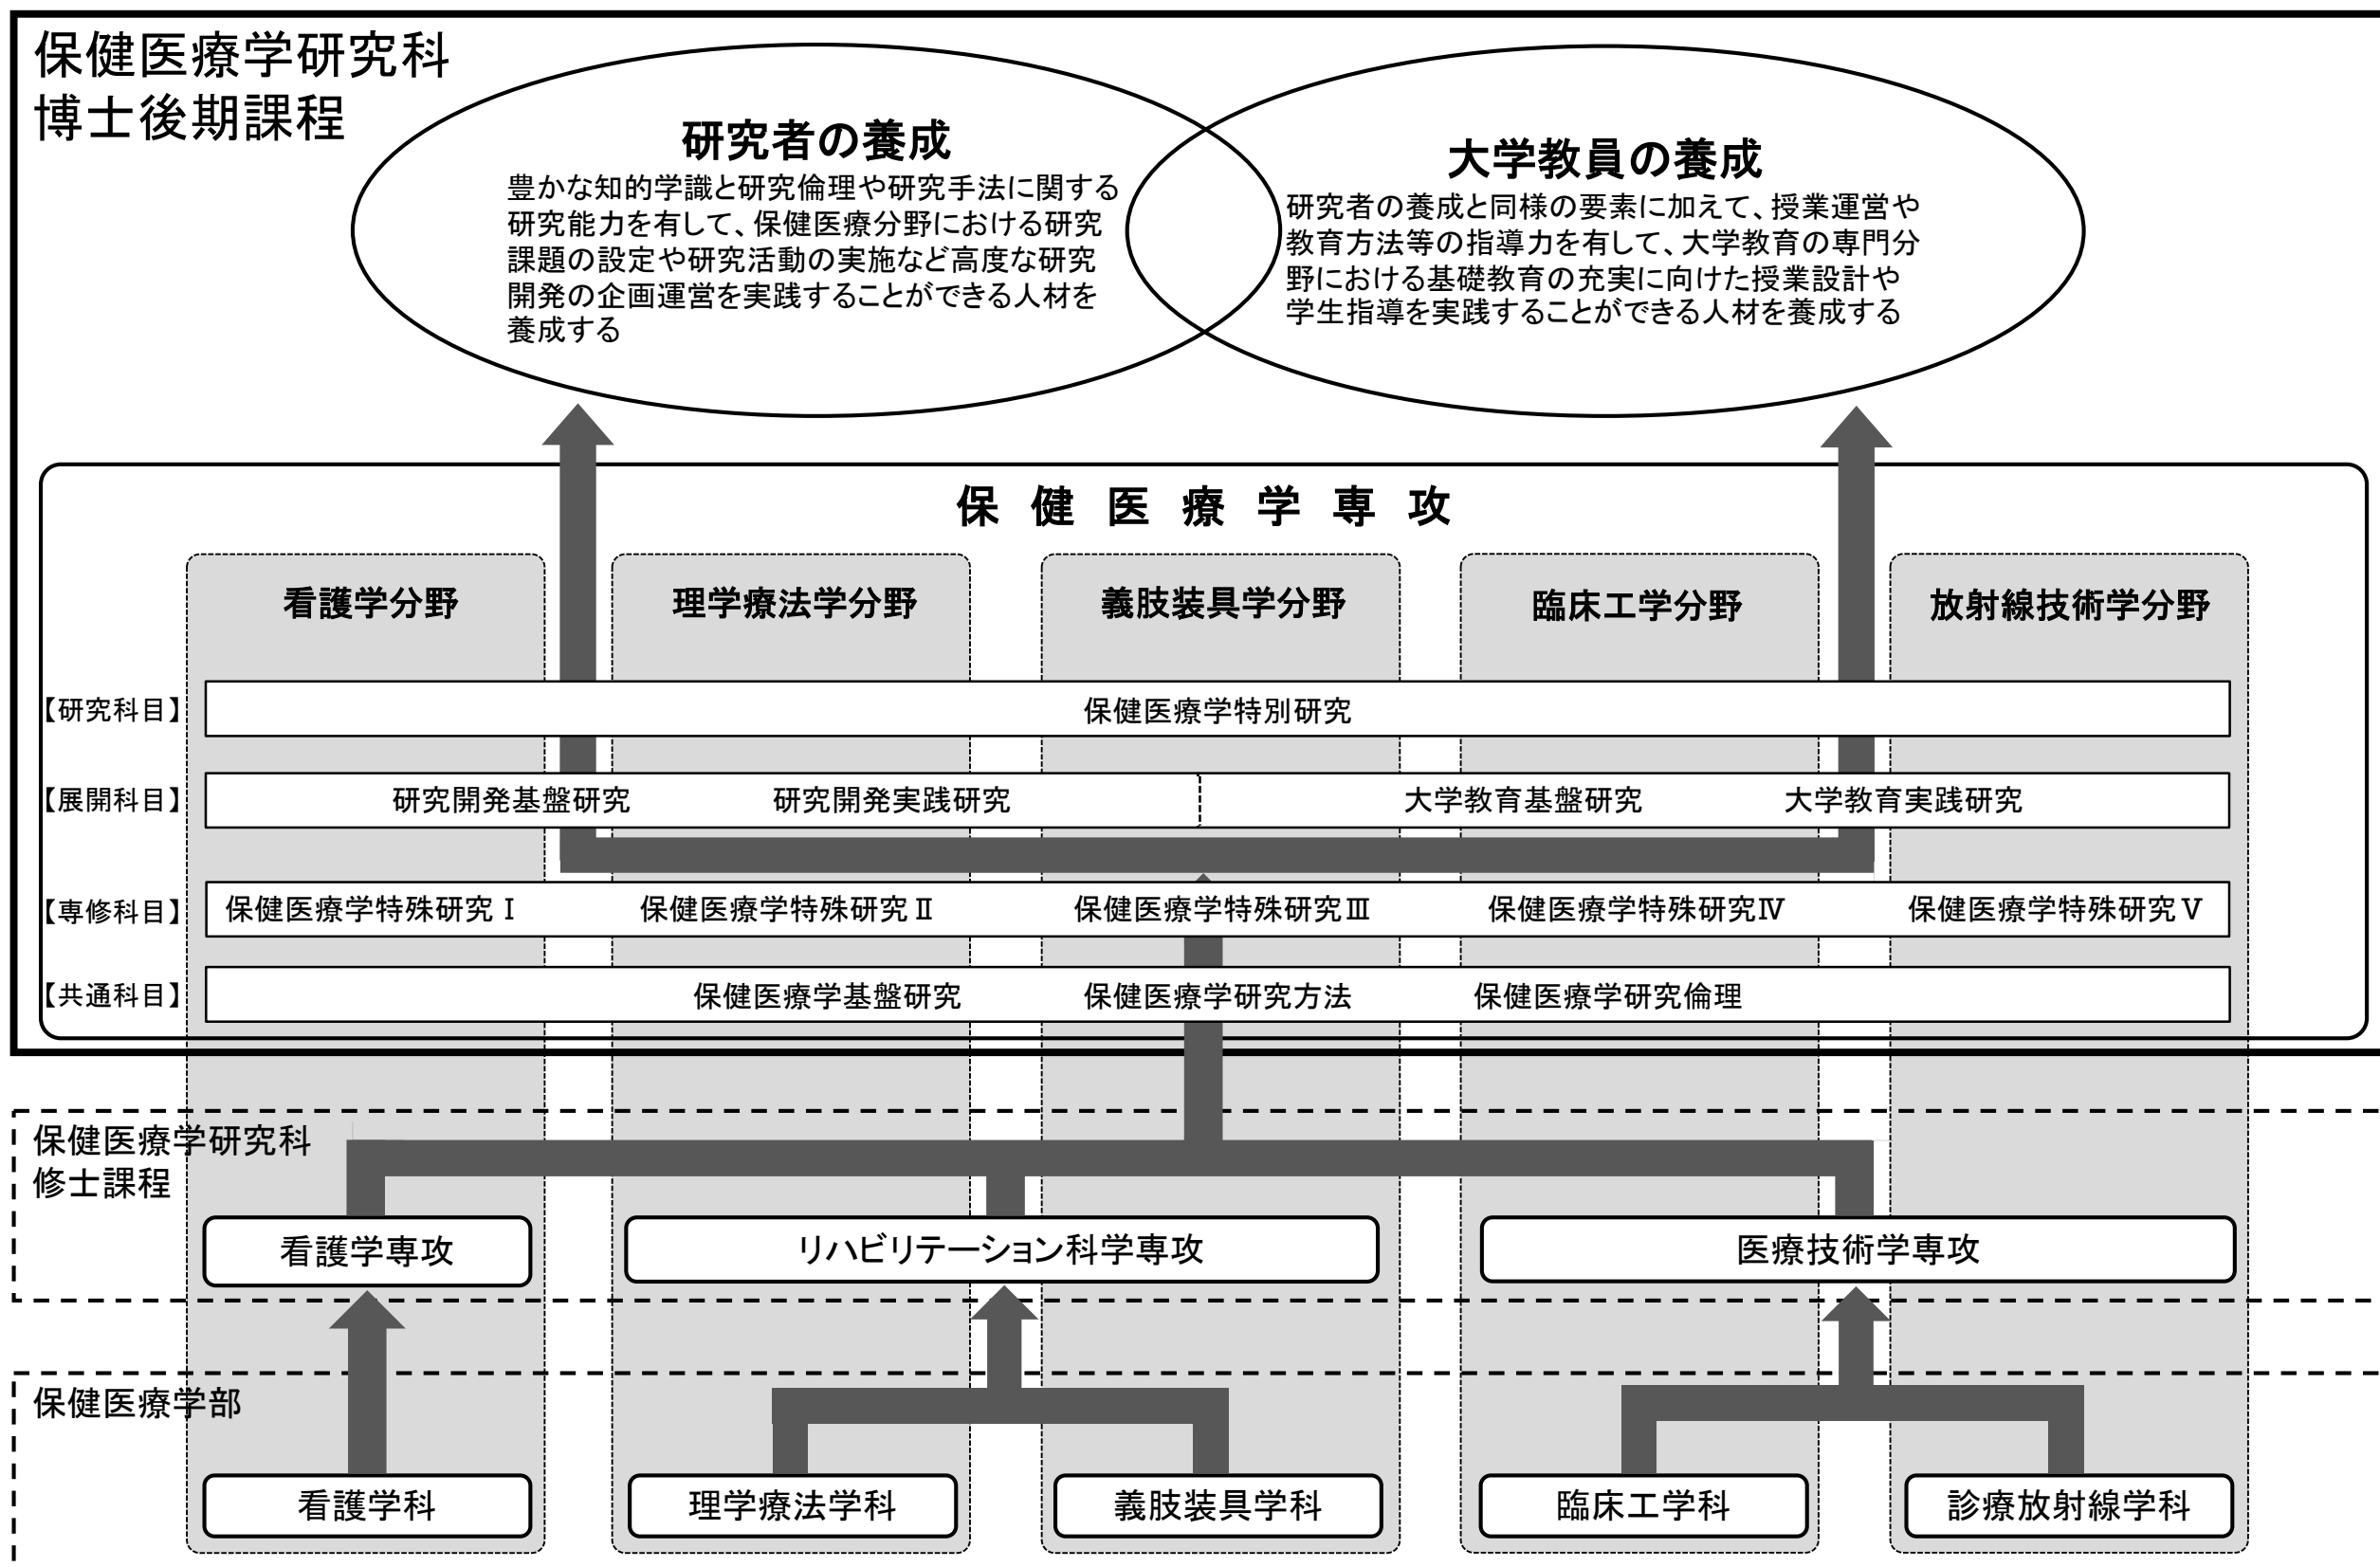 保健医療学研究科
博士後期課程
研究者の養成
豊かな知的学識と研究倫理や研究手法に関する
研究能力を有して、保健医療分野における研究
課題の設定や研究活動の実施など高度な研究
開発の企画運営を実践することができる人材を
養成する
大学教員の養成
研究者の養成と同様の要素に加えて、授業運営や
教育方法等の指導力を有して、大学教育の専門分
野における基礎教育の充実に向けた授業設計や
学生指導を実践することができる人材を養成する
保健医療学専攻
看護学分野 理学療法学分野 義肢装具学分野 臨床工学分野 放射線技術学分野
【研究科目】 保健医療学特別研究
【展開科目】 研究開発基盤研究 研究開発実践研究 大学教育基盤研究 大学教育実践研究
【専修科目】 保健医療学特殊研究Ⅰ 保健医療学特殊研究Ⅱ 保健医療学特殊研究Ⅲ 保健医療学特殊研究Ⅳ 保健医療学特殊研究Ⅴ
【共通科目】 保健医療学基盤研究 保健医療学研究方法 保健医療学研究倫理
保健医療学研究科
修士課程
看護学専攻 リハビリテーション科学専攻 医療技術学専攻
保健医療学部
看護学科 理学療法学科 義肢装具学科 臨床工学科 診療放射線学科